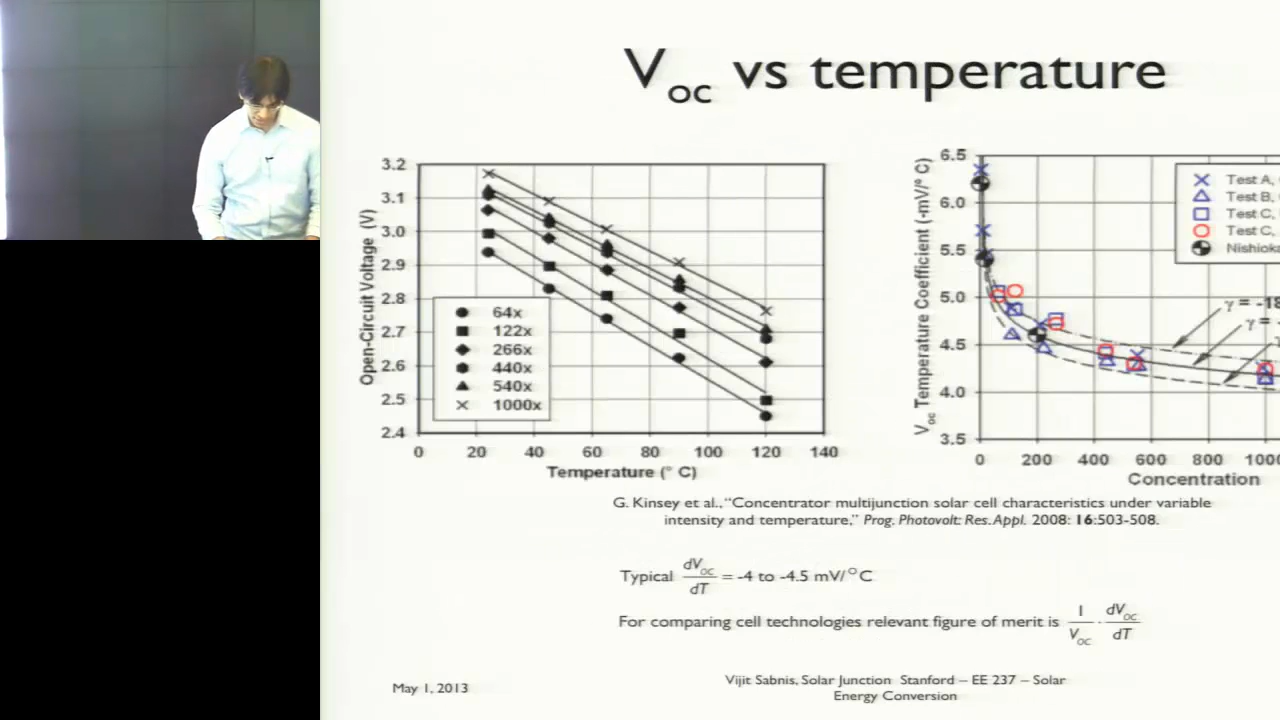 Voc vs temperature
3.2
3.1
3.0
2.9
2.8
2.7
2.6
2.5
2.4
Open-Circuit Voltage (V)
64x
122x
266x
440x
540x
1000x
0 20 40 60 80 100 120 140
Temperature (° C)
6.5
6.0
5.5
5.0
4.5
4.0
3.5
Voc Temperature Coefficient (-mV/° C)
Test A,
Test B,
Test C,
Test C,
Nishioka
γ = -18
γ = -
0 200 400 600 800 1000
Concentration
G. Kinsey et al., “Concentrator multijunction solar cell characteristics under variable
intensity and temperature,” Prog. Photovolt: Res. Appl. 2008: 16:503-508.
Typical dVoc/dT = -4 to -4.5 mV/°C
For comparing cell technologies relevant figure of merit is 1/Voc · dVoc/dT
May 1, 2013
Vijit Sabnis, Solar Junction Stanford – EE 237 – Solar
Energy Conversion